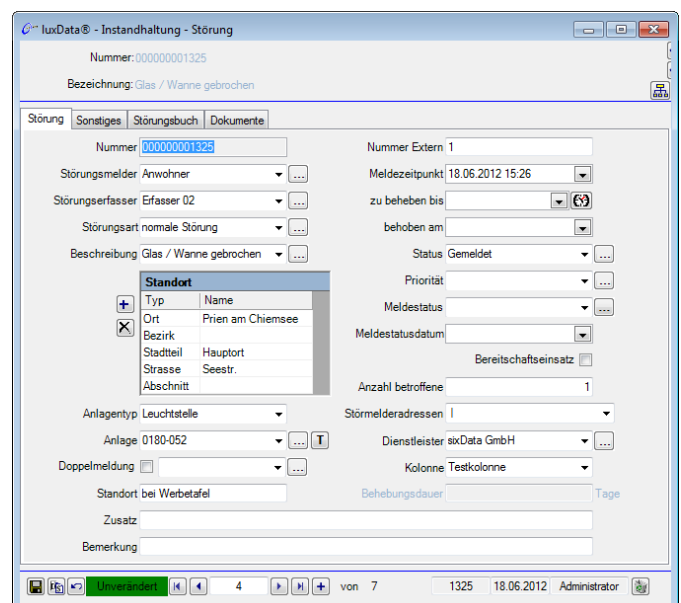 luxData® - Instandhaltung - Störung
Nummer: 000000001325
Bezeichnung: Glas / Wanne gebrochen
Störung Sonstiges Störungsbuch Dokumente
Nummer 000000001325 Nummer Extern 1
Störungsmelder Anwohner ... Meldezeitpunkt 18.06.2012 15:26
Störungserfasser Erfasser 02 ... zu beheben bis
Störungsart normale Störung ... behoben am
Beschreibung Glas / Wanne gebrochen ... Status Gemeldet ...
Standort Priorität ...
Typ Name Meldestatus ...
Ort Prien am Chiemsee
Bezirk Meldestatusdatum
Stadtteil Hauptort Bereitschaftseinsatz
Strasse Seestr.
Abschnitt Anzahl betroffene 1
Anlagentyp Leuchtstelle Störmelderadressen |
Anlage 0180-052 ... T Dienstleister sixData GmbH ...
Doppelmeldung ... Kolonne Testkolonne
Standort bei Werbetafel Behebungsdauer Tage
Zusatz
Bemerkung
Unverändert 4 von 7 1325 18.06.2012 Administrator